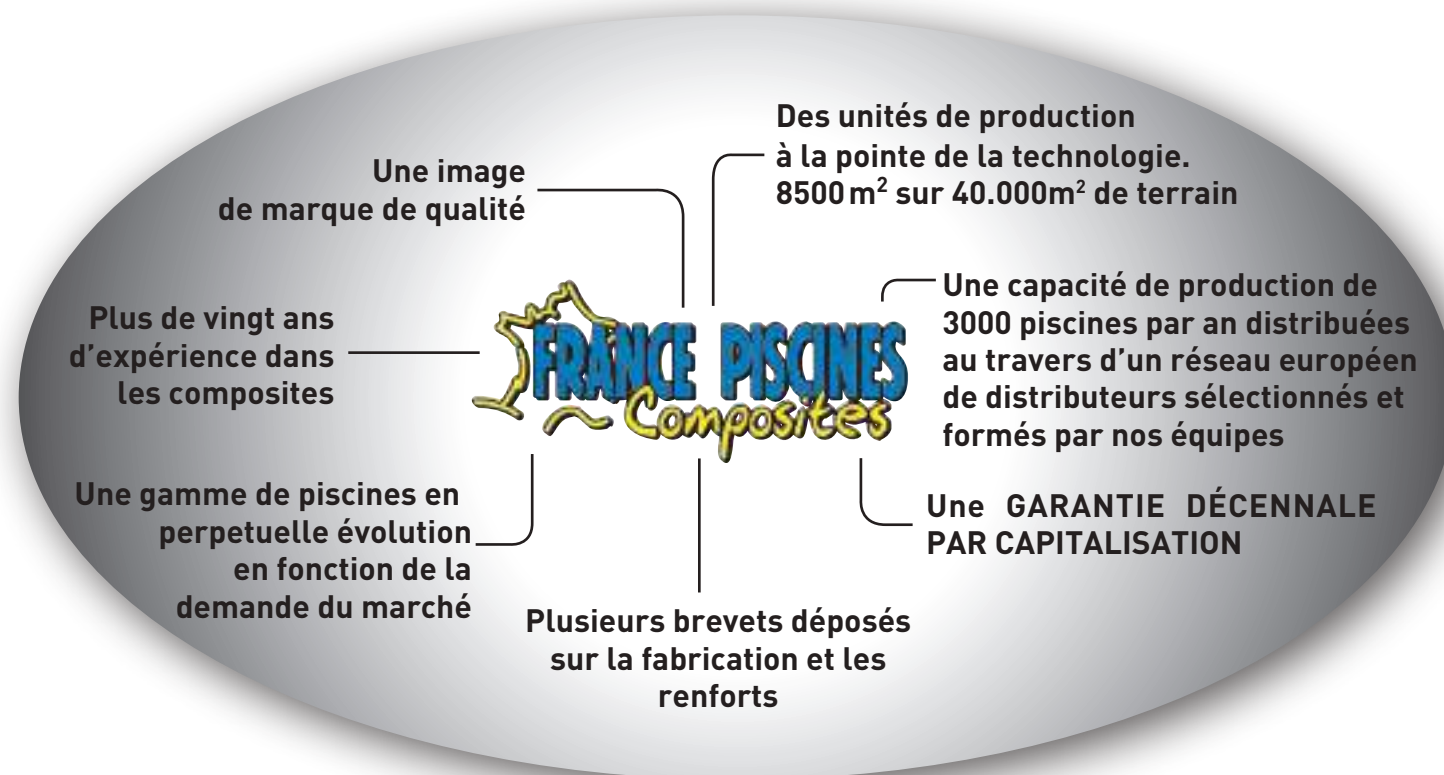 Une image
de marque de qualité
Des unités de production
à la pointe de la technologie.
8500 m² sur 40.000m² de terrain
Plus de vingt ans
d’expérience dans
les composites
FRANCE PISCINES
Composites
Une capacité de production de
3000 piscines par an distribuées
au travers d’un réseau européen
de distributeurs sélectionnés et
formés par nos équipes
Une gamme de piscines en
perpetuelle évolution
en fonction de la
demande du marché
Plusieurs brevets déposés
sur la fabrication et les
renforts
Une GARANTIE DÉCENNALE
PAR CAPITALISATION